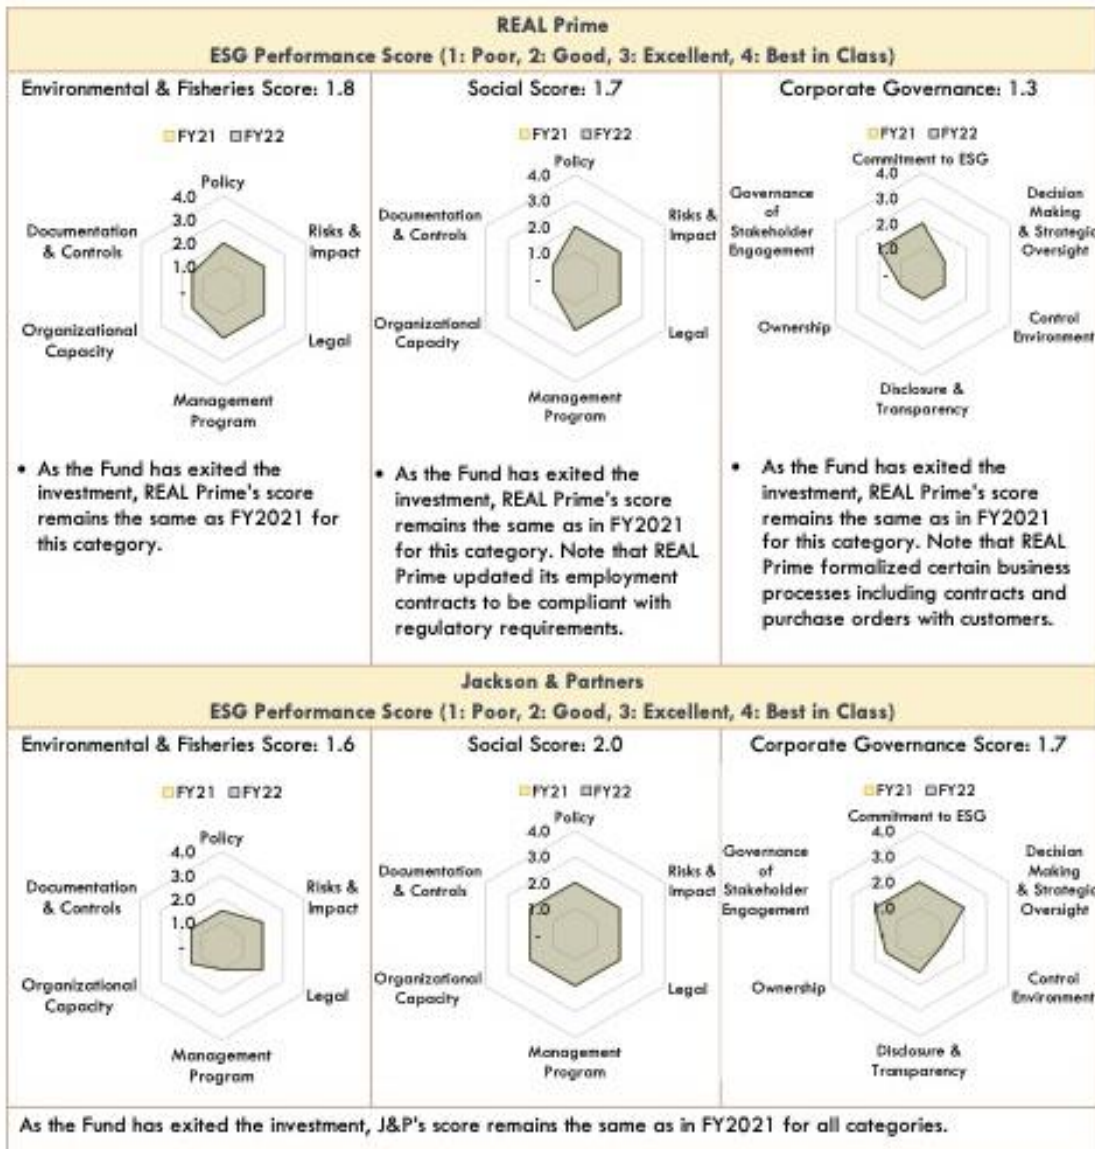 REAL Prime
ESG Performance Score (1: Poor, 2: Good, 3: Excellent, 4: Best in Class)
Environmental & Fisheries Score: 1.8
FY21 FY22
Policy
4.0
3.0
2.0
1.0
-
Risks &
Impact
Legal
Management
Program
Organizational
Capacity
Documentation
& Controls
• As the Fund has exited the
investment, REAL Prime's score
remains the same as FY2021 for
this category.
Social Score: 1.7
FY21 FY22
Policy
4.0
3.0
2.0
1.0
-
Risks &
Impact
Legal
Management
Program
Organizational
Capacity
Documentation
& Controls
• As the Fund has exited the
investment, REAL Prime's score
remains the same as in FY2021
for this category. Note that REAL
Prime updated its employment
contracts to be compliant with
regulatory requirements.
Corporate Governance: 1.3
FY21 FY22
Commitment to ESG
4.0
3.0
2.0
1.0
-
Decision
Making
& Strategic
Oversight
Control
Environment
Disclosure &
Transparency
Ownership
Governance
of
Stakeholder
Engagement
• As the Fund has exited the
investment, REAL Prime's score
remains the same as in FY2021
for this category. Note that REAL
Prime formalized certain business
processes including contracts and
purchase orders with customers.
Jackson & Partners
ESG Performance Score (1: Poor, 2: Good, 3: Excellent, 4: Best in Class)
Environmental & Fisheries Score: 1.6
FY21 FY22
Policy
4.0
3.0
2.0
1.0
-
Risks &
Impact
Legal
Management
Program
Organizational
Capacity
Documentation
& Controls
Social Score: 2.0
FY21 FY22
Policy
4.0
3.0
2.0
1.0
-
Risks &
Impact
Legal
Management
Program
Organizational
Capacity
Documentation
& Controls
Corporate Governance Score: 1.7
FY21 FY22
Commitment to ESG
4.0
3.0
2.0
1.0
-
Decision
Making
& Strategic
Oversight
Control
Environment
Disclosure &
Transparency
Ownership
Governance
of
Stakeholder
Engagement
As the Fund has exited the investment, J&P's score remains the same as in FY2021 for all categories.